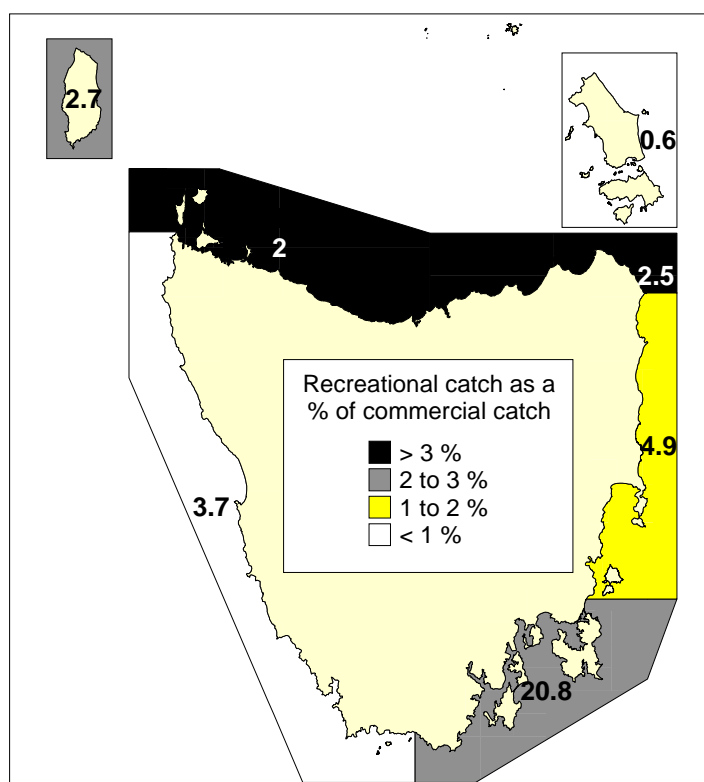 2.7
0.6
2
2.5
Recreational catch as a
% of commercial catch
> 3 %
2 to 3 %
1 to 2 %
< 1 %
4.9
3.7
20.8